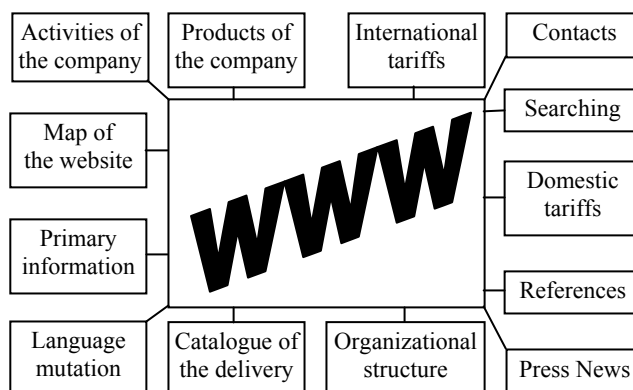 Activities of
the company
Products of
the company
International
tariffs
Contacts
Searching
Map of
the website
WWW
Domestic
tariffs
Primary
information
References
Language
mutation
Catalogue of
the delivery
Organizational
structure
Press News